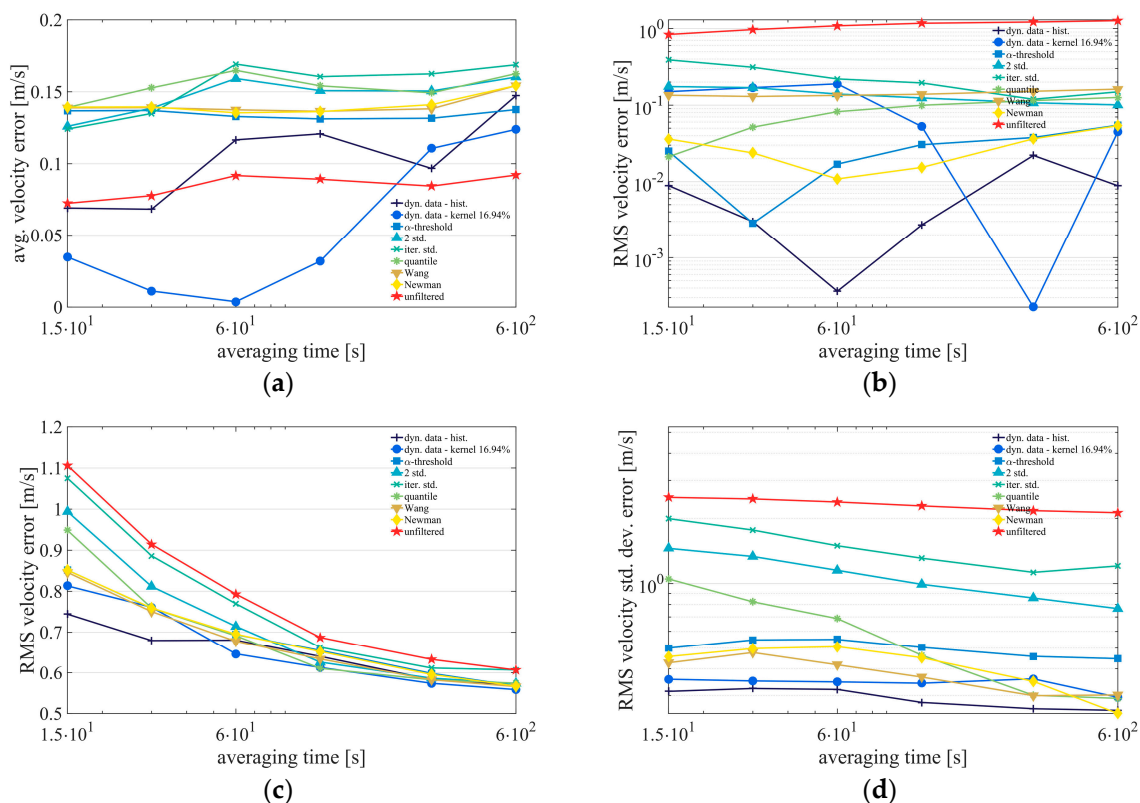 (a)
avg. velocity error [m/s]
0.2
0.15
0.1
0.05
0
dyn. data - hist.
dyn. data - kernel 16.94%
α-threshold
2 std.
iter. std.
quantile
Wang
Newman
unfiltered
1.5·10¹
6·10¹
6·10²
averaging time [s]
(b)
RMS velocity error [m/s]
10⁰
10⁻¹
10⁻²
10⁻³
dyn. data - hist.
dyn. data - kernel 16.94%
α-threshold
2 std.
iter. std.
quantile
Wang
Newman
unfiltered
1.5·10¹
6·10¹
6·10²
averaging time [s]
(c)
RMS velocity error [m/s]
1.2
1.1
1
0.9
0.8
0.7
0.6
0.5
dyn. data - hist.
dyn. data - kernel 16.94%
α-threshold
2 std.
iter. std.
quantile
Wang
Newman
unfiltered
1.5·10¹
6·10¹
6·10²
averaging time [s]
(d)
RMS velocity std. dev. error [m/s]
10⁰
dyn. data - hist.
dyn. data - kernel 16.94%
α-threshold
2 std.
iter. std.
quantile
Wang
Newman
unfiltered
1.5·10¹
6·10¹
6·10²
averaging time [s]